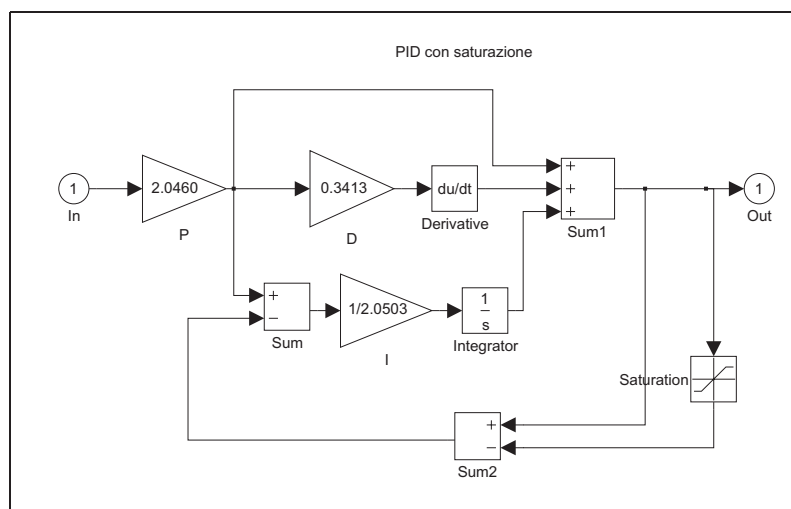 PID con saturazione
1
In
2.0460
P
0.3413
D
du/dt
Derivative
+
+
+
Sum1
1
Out
+
−
Sum
1/2.0503
I
1
s
Integrator
Saturation
+
−
Sum2